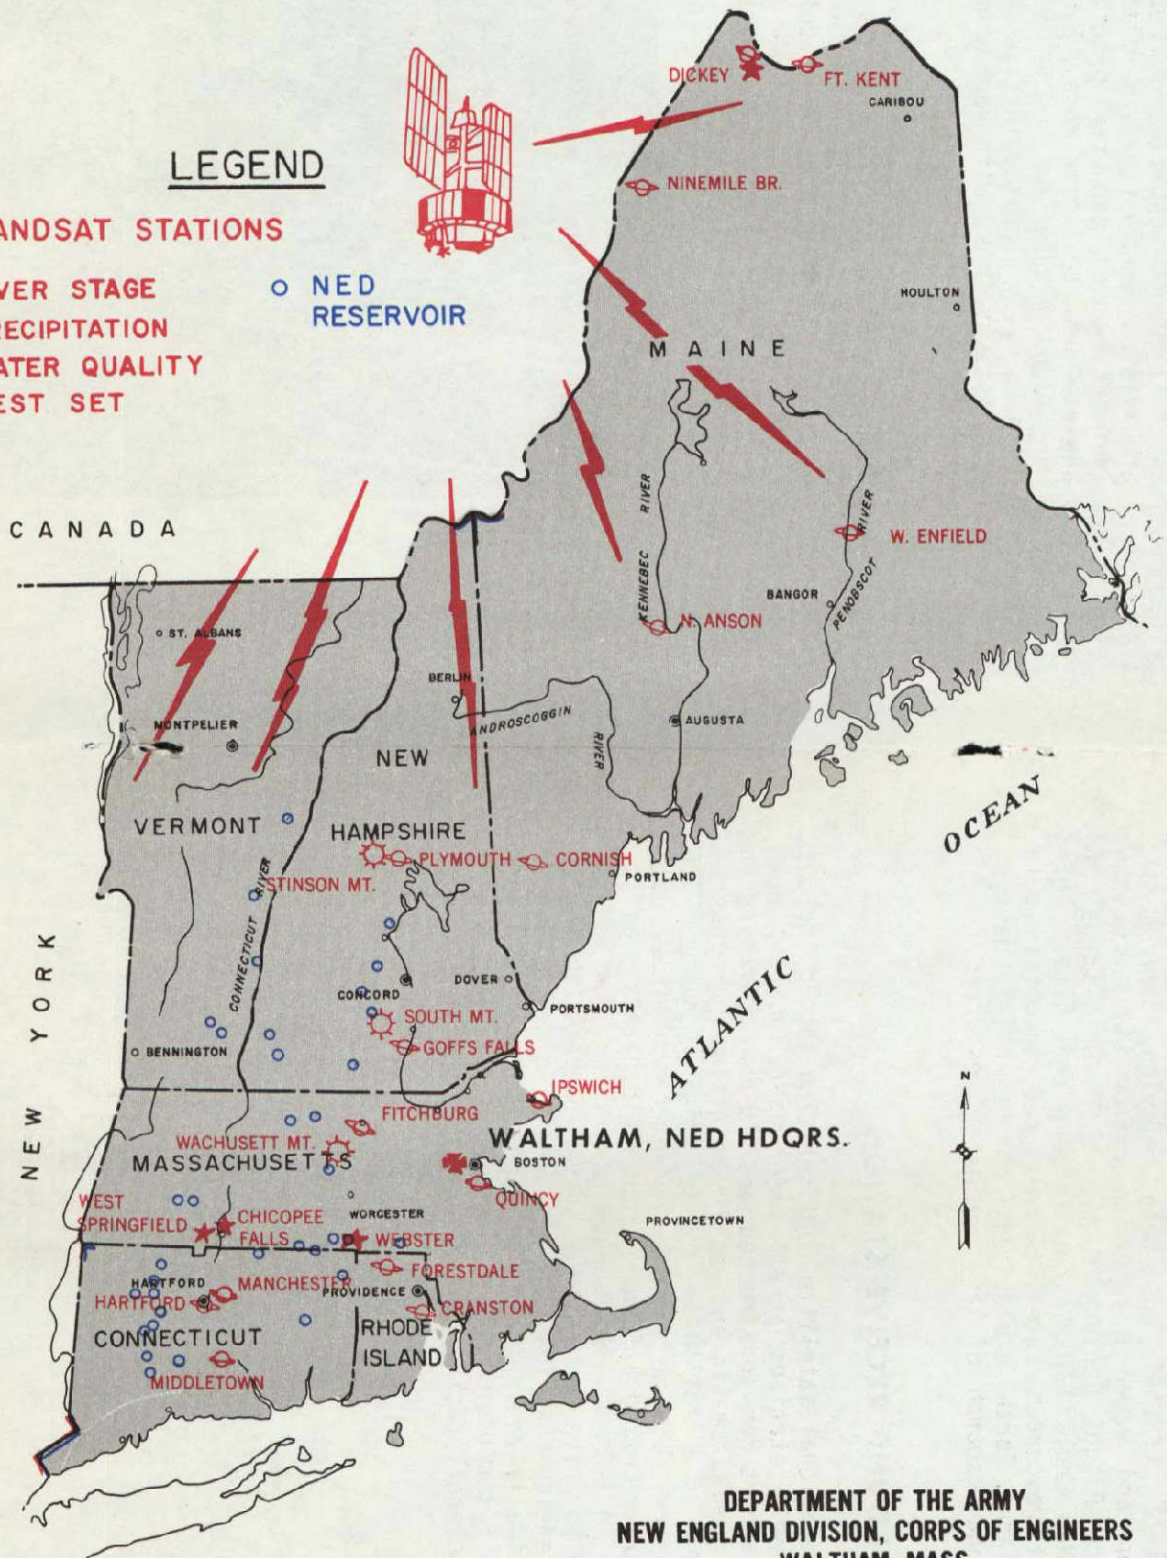 LEGEND
ANDSAT STATIONS
VER STAGE
RECIPITATION
ATER QUALITY
EST SET
NED
RESERVOIR
DICKEY
FT. KENT
CARIBOU
NINEMILE BR.
HOULTON
MAINE
CANADA
KENNEBEC RIVER
PENOBSCOT RIVER
W. ENFIELD
BANGOR
N. ANSON
ST. ALBANS
BERLIN
MONTPELIER
ANDROSCOGGIN RIVER
AUGUSTA
NEW
HAMPSHIRE
VERMONT
OCEAN
PLYMOUTH
CORNISH
STINSON MT.
PORTLAND
CONNECTICUT RIVER
NEW YORK
CONCORD
DOVER
PORTSMOUTH
ATLANTIC
SOUTH MT.
GOFFS FALLS
BENNINGTON
N
IPSWICH
FITCHBURG
WALTHAM, NED HDQRS.
WACHUSETT MT.
MASSACHUSETTS
BOSTON
QUINCY
WEST
SPRINGFIELD
CHICOPEE
FALLS
WORCESTER
WEBSTER
PROVINCETOWN
FORESTDALE
HARTFORD
MANCHESTER
PROVIDENCE
HARTFORD
CRANSTON
CONNECTICUT
RHODE
ISLAND
MIDDLETOWN
DEPARTMENT OF THE ARMY
NEW ENGLAND DIVISION, CORPS OF ENGINEERS
WALTHAM, MASS.